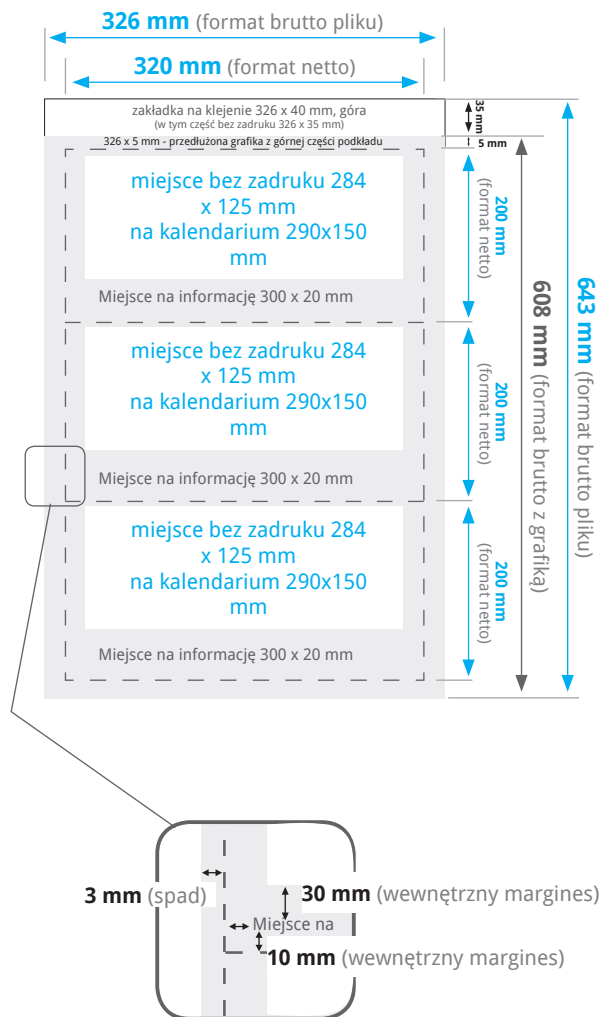 326 mm (format brutto pliku)
320 mm (format netto)
zakładka na klejenie 326 x 40 mm, góra
(w tym część bez zadruku 326 x 35 mm)
35 mm
326 x 5 mm - przedłużona grafika z górnej części podkładu
5 mm
miejsce bez zadruku 284
x 125 mm
na kalendarium 290x150
mm
Miejsce na informację 300 x 20 mm
200 mm
(format netto)
miejsce bez zadruku 284
x 125 mm
na kalendarium 290x150
mm
Miejsce na informację 300 x 20 mm
200 mm
(format netto)
miejsce bez zadruku 284
x 125 mm
na kalendarium 290x150
mm
Miejsce na informację 300 x 20 mm
200 mm
(format netto)
608 mm (format brutto z grafiką)
643 mm (format brutto pliku)
3 mm (spad)
30 mm (wewnętrzny margines)
Miejsce na
10 mm (wewnętrzny margines)